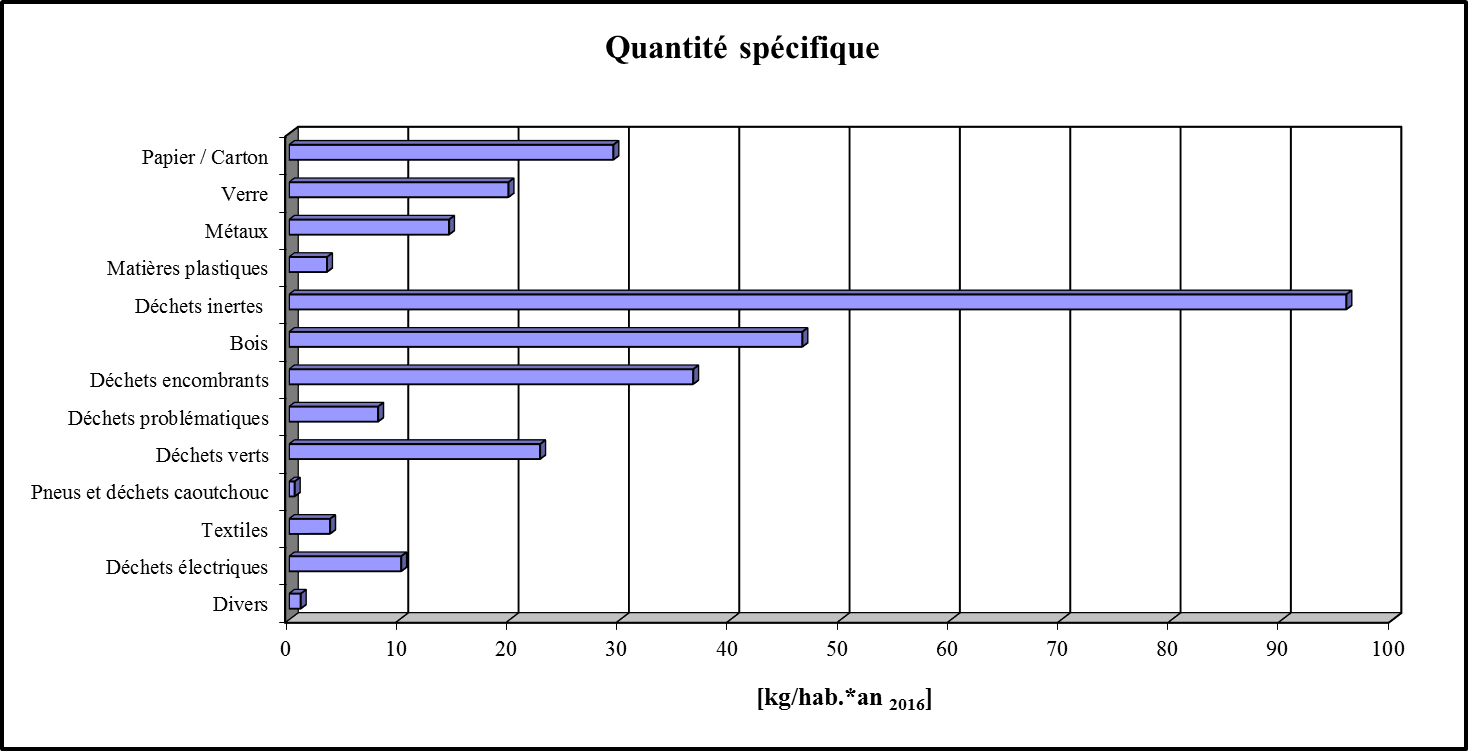 Quantité spécifique
Papier / Carton
Verre
Métaux
Matières plastiques
Déchets inertes
Bois
Déchets encombrants
Déchets problématiques
Déchets verts
Pneus et déchets caoutchouc
Textiles
Déchets électriques
Divers
0 10 20 30 40 50 60 70 80 90 100
[kg/hab.*an 2016]